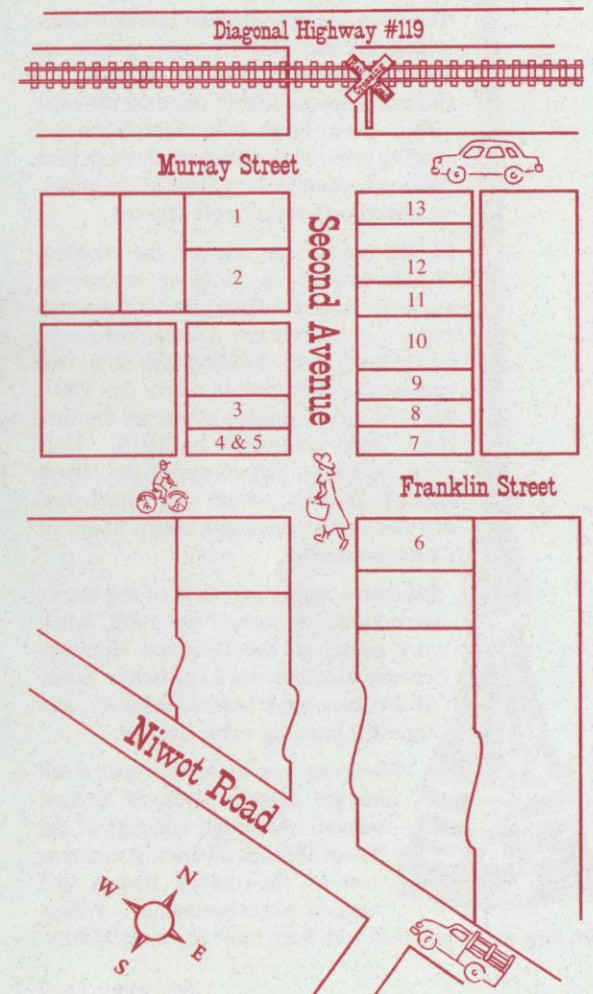 Diagonal Highway #119
Murray Street
Second Avenue
1
2
3
4 & 5
13
12
11
10
9
8
7
Franklin Street
6
Niwot Road
N
W
E
S